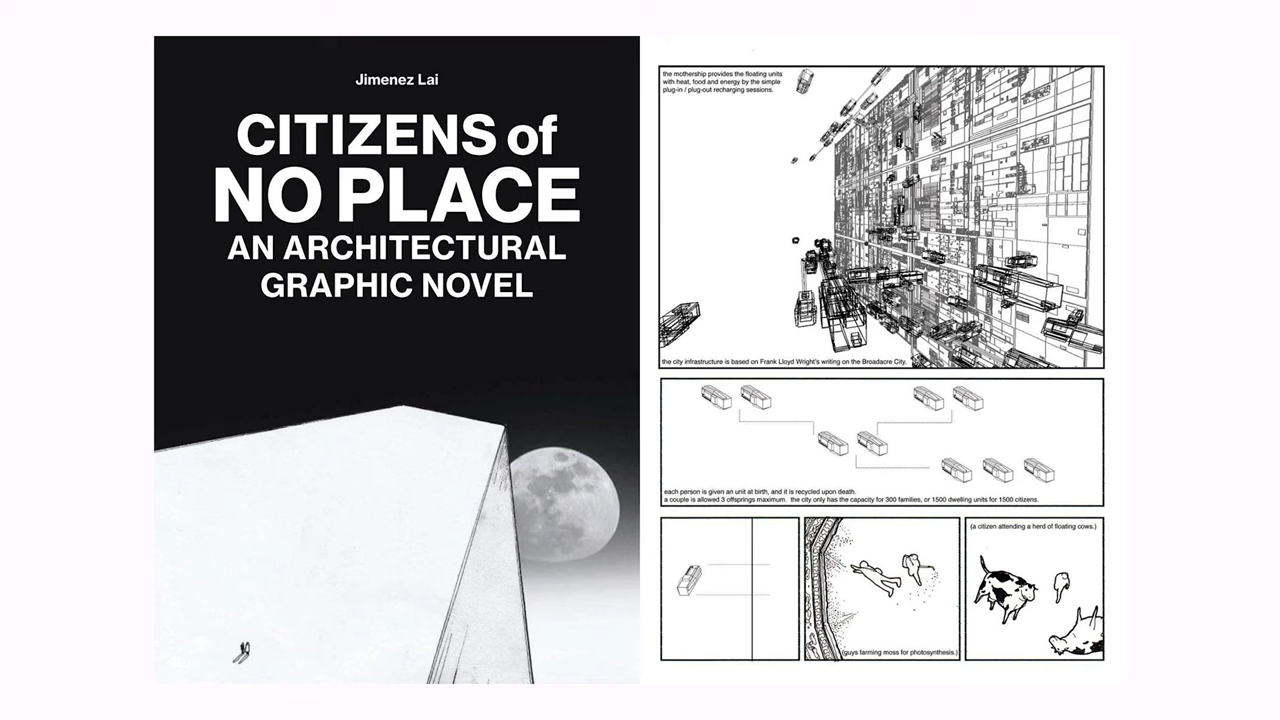 Jimenez Lai
CITIZENS of
NO PLACE
AN ARCHITECTURAL
GRAPHIC NOVEL
the mothership provides the floating units
with heat, food and energy by the simple
plug-in / plug-out recharging sessions.
the city infrastructure is based on Frank Lloyd Wright's writing on the Broadacre City.
each person is given an unit at birth, and it is recycled upon death.
a couple is allowed 3 offsprings maximum. the city only has the capacity for 300 families, or 1500 dwelling units for 1500 citizens.
(guys farming moss for photosynthesis.)
(a citizen attending a herd of floating cows.)